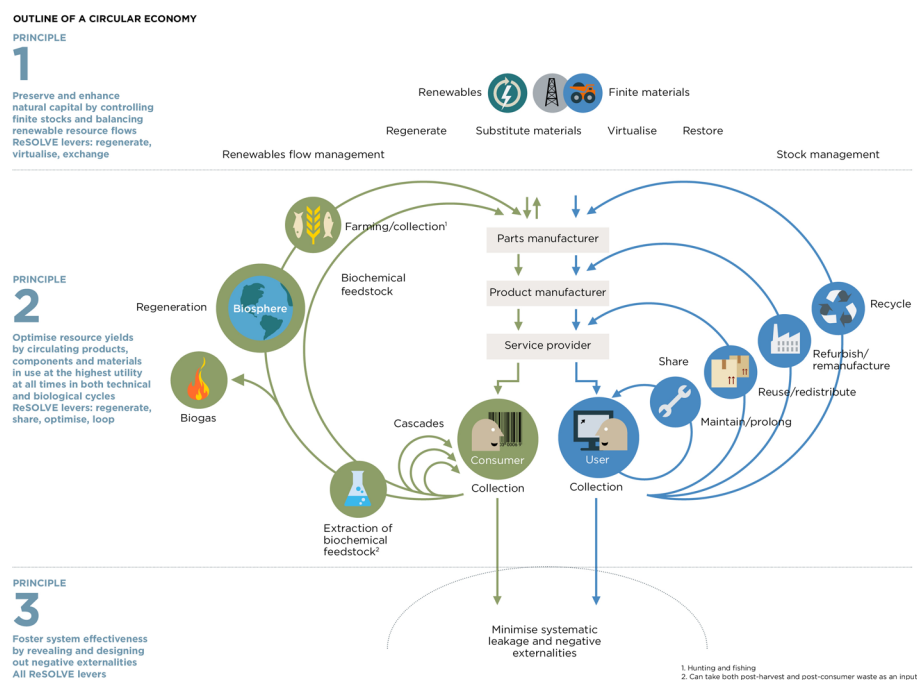 OUTLINE OF A CIRCULAR ECONOMY
PRINCIPLE
1
Preserve and enhance
natural capital by controlling
finite stocks and balancing
renewable resource flows
ReSOLVE levers: regenerate,
virtualise, exchange
Renewables
Finite materials
Regenerate
Substitute materials
Virtualise
Restore
Renewables flow management
Stock management
PRINCIPLE
2
Optimise resource yields
by circulating products,
components and materials
in use at the highest utility
at all times in both technical
and biological cycles
ReSOLVE levers: regenerate,
share, optimise, loop
Farming/collection¹
Biochemical
feedstock
Regeneration
Biosphere
Biogas
Cascades
Extraction of
biochemical
feedstock²
Parts manufacturer
Product manufacturer
Service provider
Consumer
Collection
User
Collection
Share
Maintain/prolong
Reuse/redistribute
Refurbish/
remanufacture
Recycle
PRINCIPLE
3
Foster system effectiveness
by revealing and designing
out negative externalities
All ReSOLVE levers
Minimise systematic
leakage and negative
externalities
1. Hunting and fishing
2. Can take both post-harvest and post-consumer waste as an input